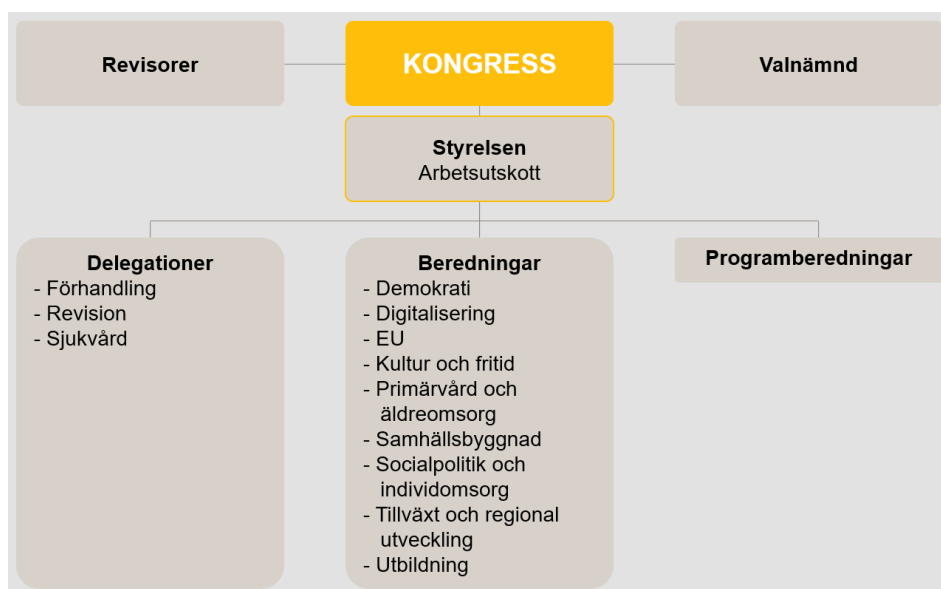 Revisorer
KONGRESS
Valnämnd
Styrelsen
Arbetsutskott
Delegationer
- Förhandling
- Revision
- Sjukvård
Beredningar
- Demokrati
- Digitalisering
- EU
- Kultur och fritid
- Primärvård och
äldreomsorg
- Samhällsbyggnad
- Socialpolitik och
individomsorg
- Tillväxt och regional
utveckling
- Utbildning
Programberedningar